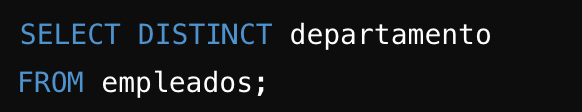 SELECT DISTINCT departamento
FROM empleados;